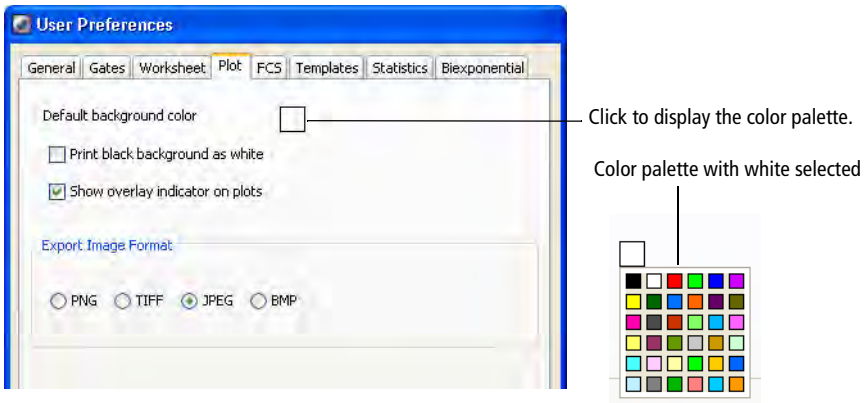 User Preferences
General Gates Worksheet Plot FCS Templates Statistics Biexponential
Default background color
Click to display the color palette.
Print black background as white
Color palette with white selected
Show overlay indicator on plots
Export Image Format
PNG TIFF JPEG BMP